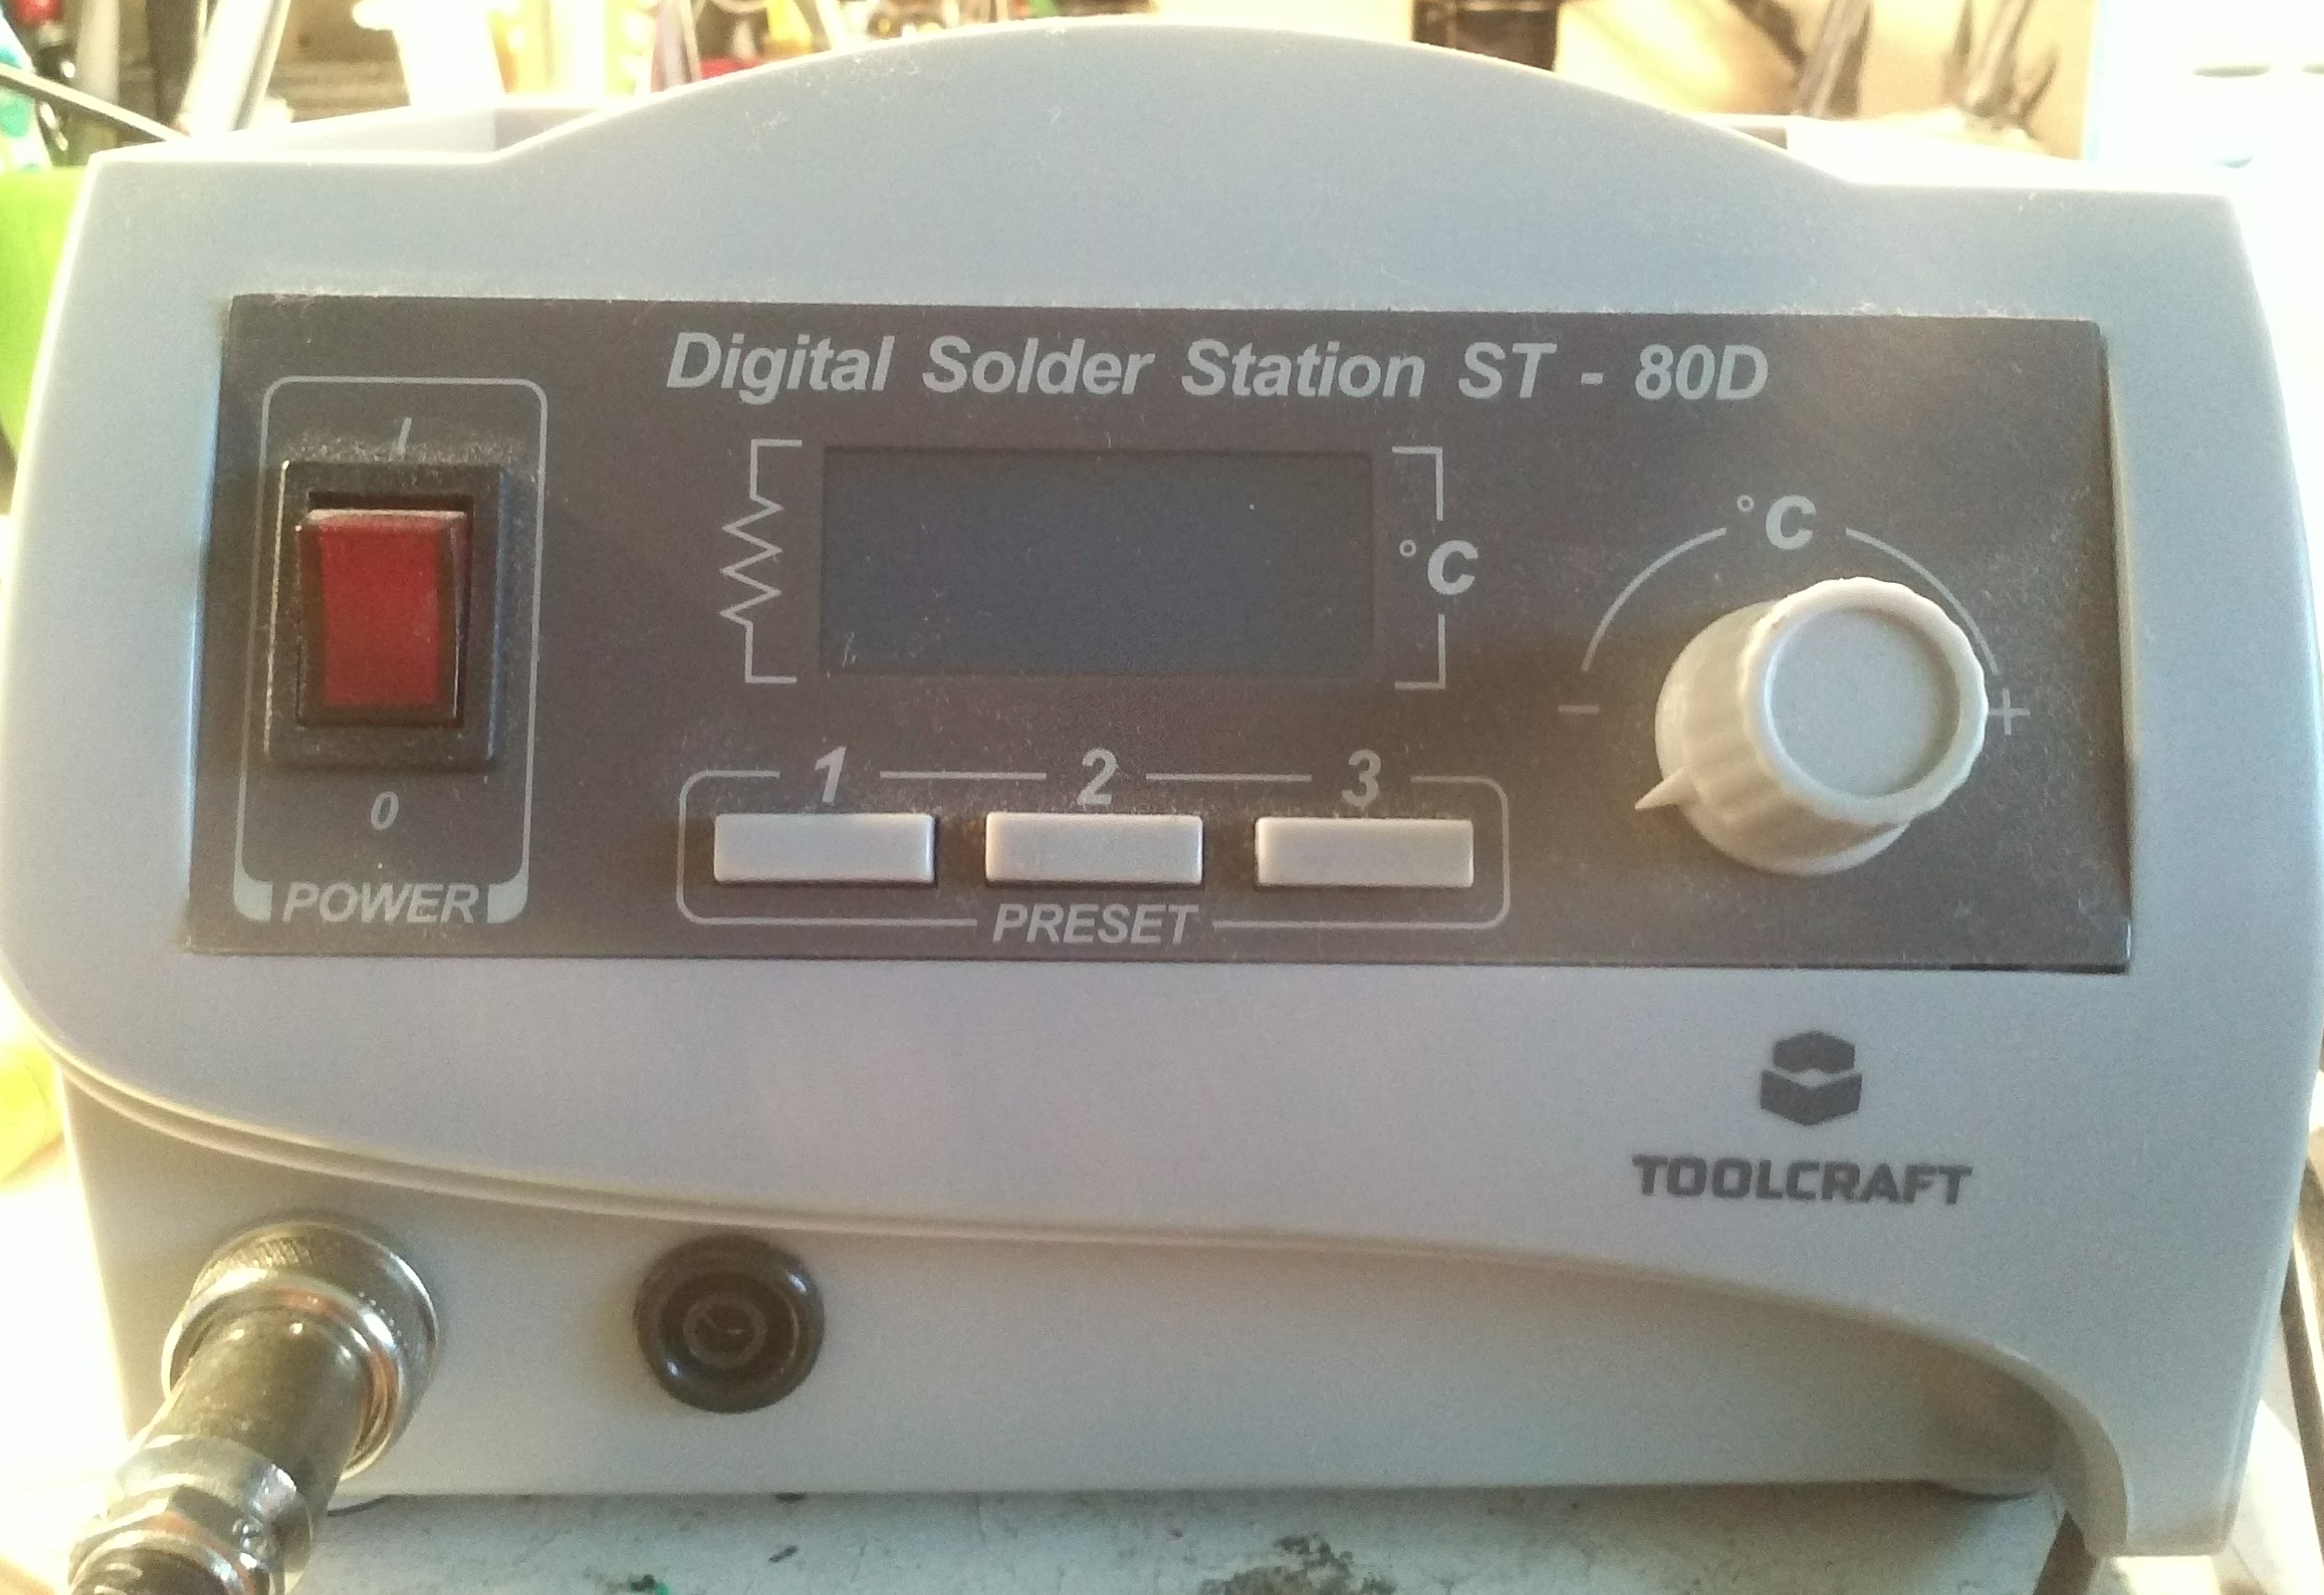 Digital Solder Station ST - 80D
I
°C
°C
- +
1 2 3
0
POWER
PRESET
TOOLCRAFT